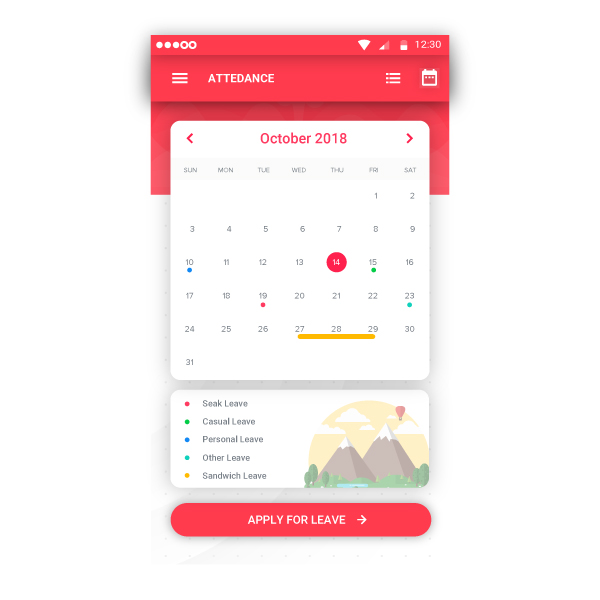 12:30
ATTEDANCE
October 2018
SUN MON TUE WED THU FRI SAT
1 2
3 4 5 6 7 8 9
10 11 12 13 14 15 16
17 18 19 20 21 22 23
24 25 26 27 28 29 30
31
Seak Leave
Casual Leave
Personal Leave
Other Leave
Sandwich Leave
APPLY FOR LEAVE